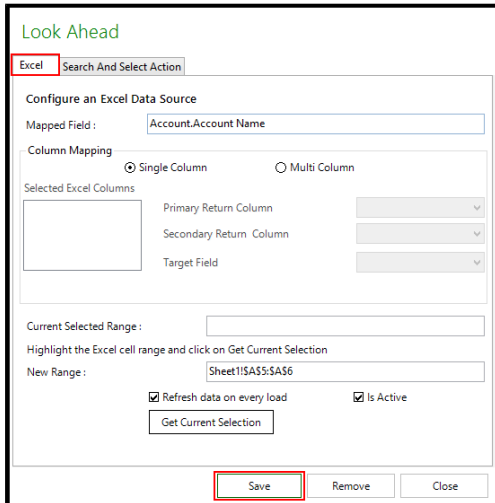 Look Ahead
Excel Search And Select Action
Configure an Excel Data Source
Mapped Field : Account.Account Name
Column Mapping
Single Column Multi Column
Selected Excel Columns
Primary Return Column
Secondary Return Column
Target Field
Current Selected Range :
Highlight the Excel cell range and click on Get Current Selection
New Range : Sheet1!$A$5:$A$6
Refresh data on every load Is Active
Get Current Selection
Save Remove Close